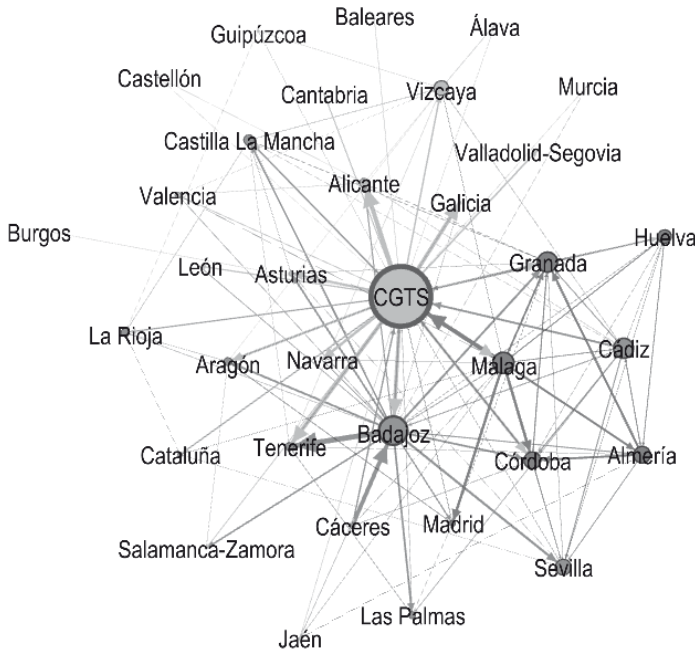 Baleares
Álava
Guipúzcoa
Castellón
Cantabria
Vizcaya
Murcia
Castilla La Mancha
Valladolid-Segovia
Alicante
Valencia
Galicia
Burgos
Huelva
León
Asturias
Granada
CGTS
La Rioja
Aragón
Navarra
Málaga
Cádiz
Badajoz
Tenerife
Cataluña
Córdoba
Almería
Cáceres
Madrid
Salamanca-Zamora
Sevilla
Las Palmas
Jaén